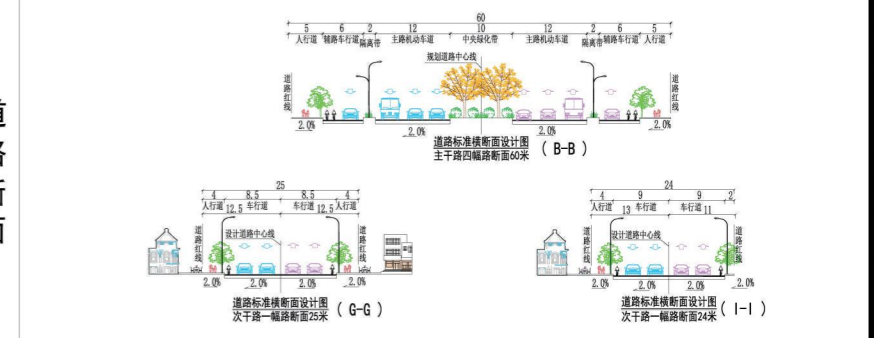 道
路
断
面
60
5 6 2 12 10 12 2 6 5
人行道 辅路车行道 隔离带 主路机动车道 中央绿化带 主路机动车道 隔离带 辅路车行道 人行道
规划道路中心线
道路红线
道路红线
2.0% 2.0% 2.0% 2.0%
道路标准横断面设计图
主干路四幅路断面60米
( B-B )
25
4 8.5 8.5 4
人行道 车行道 车行道 人行道
12.5 12.5
设计道路中心线
道路红线
道路红线
2.0% 2.0% 2.0% 2.0%
道路标准横断面设计图
次干路一幅路断面25米
( G-G )
24
4 9 9 2
人行道 车行道 车行道
13 11
设计道路中心线
道路红线
道路红线
2.0% 2.0% 2.0% 2.0%
道路标准横断面设计图
次干路一幅路断面24米
( I-I )